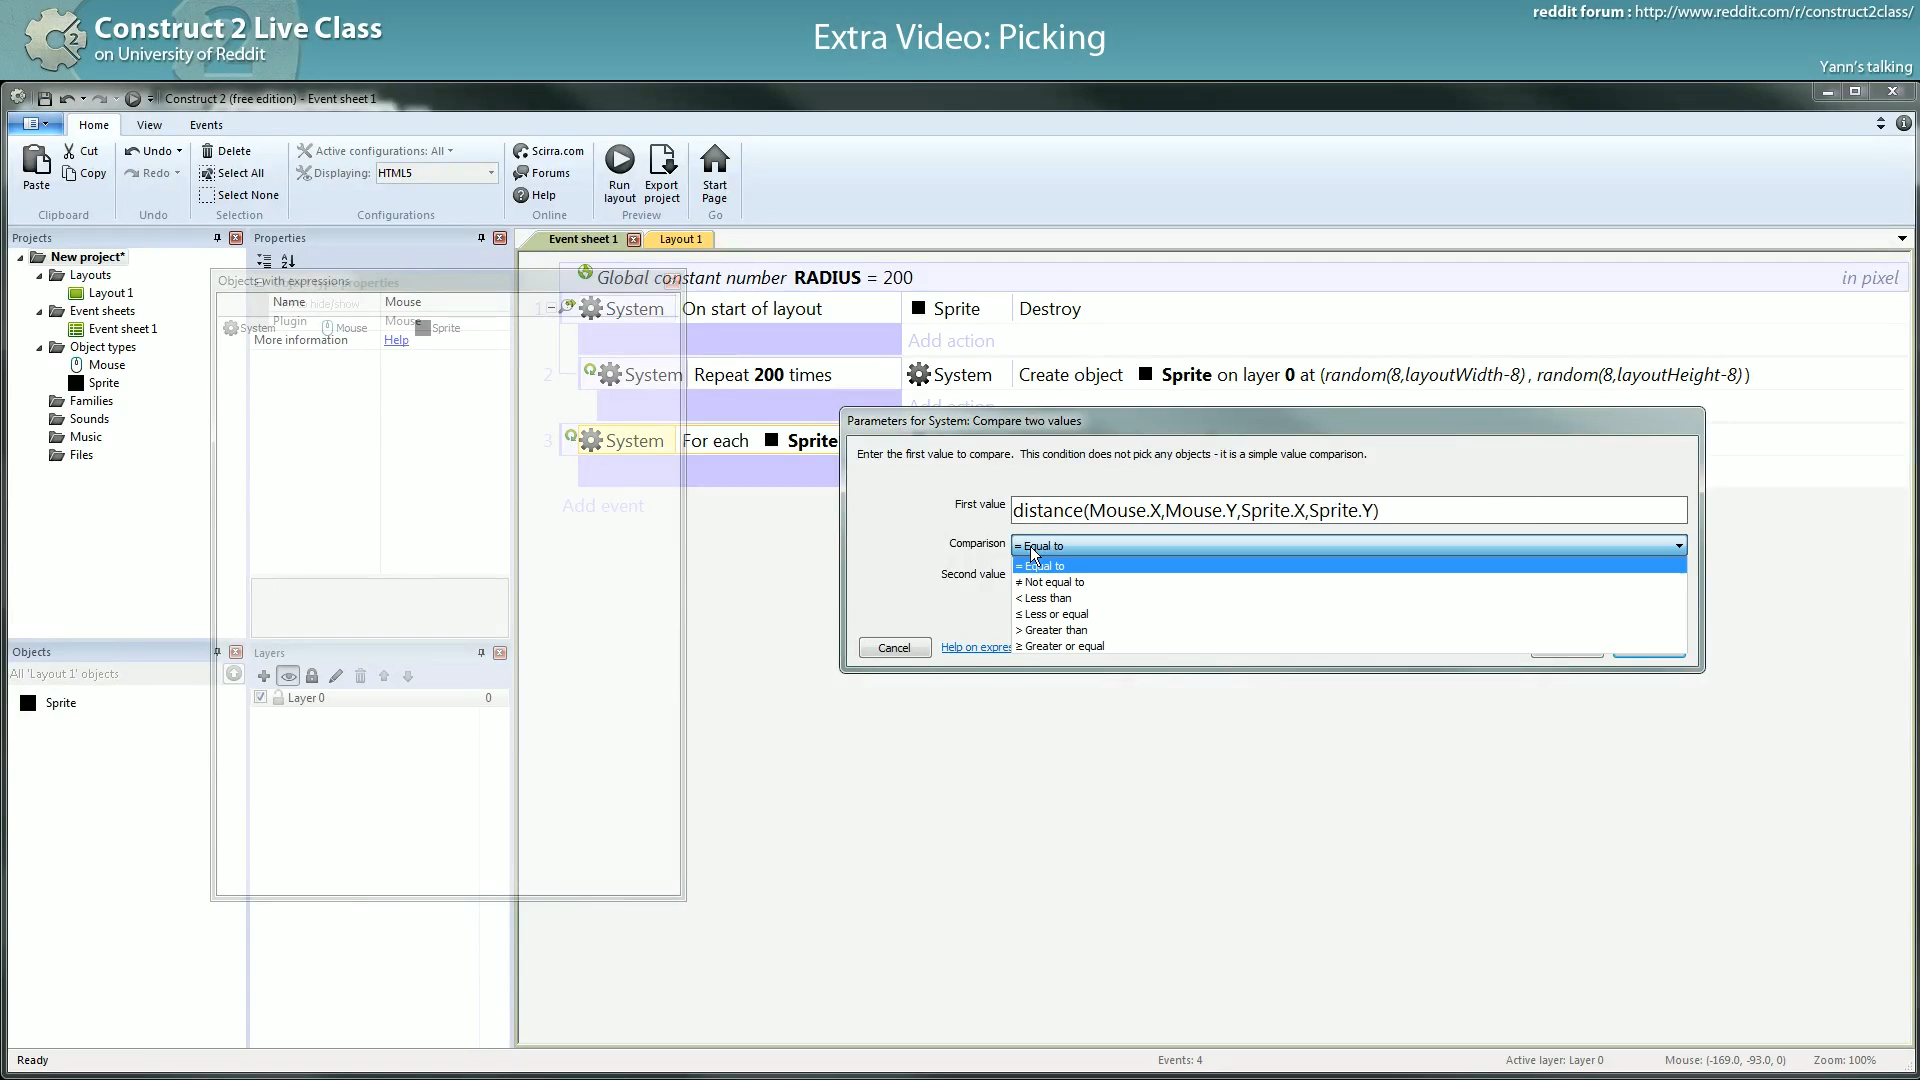 Construct 2 Live Class
on University of Reddit
Extra Video: Picking
reddit forum : http://www.reddit.com/r/construct2class/
Yann's talking
Construct 2 (free edition) - Event sheet 1
Home View Events
Paste
Cut
Copy
Clipboard
Undo
Redo
Undo
Delete
Select All
Select None
Selection
Active configurations: All
Displaying: HTML5
Configurations
Scirra.com
Forums
Help
Online
Run layout
Export project
Preview
Start Page
Go
Projects
New project*
Layouts
Layout 1
Event sheets
Event sheet 1
Object types
Mouse
Sprite
Families
Sounds
Music
Files
Properties
Objects with expressions
Name Mouse
Plugin Mouse
More information Help
hide/show
System Mouse Sprite
Objects
All 'Layout 1' objects
Sprite
Layers
Layer 0 0
Event sheet 1 Layout 1
Global constant number RADIUS = 200 in pixel
1 System On start of layout Sprite Destroy
Add action
2 System Repeat 200 times System Create object Sprite on layer 0 at (random(8,layoutWidth-8), random(8,layoutHeight-8))
Add action
3 System For each Sprite
Add event
Parameters for System: Compare two values
Enter the first value to compare. This condition does not pick any objects - it is a simple value comparison.
First value distance(Mouse.X,Mouse.Y,Sprite.X,Sprite.Y)
Comparison = Equal to
Second value
= Equal to
≠ Not equal to
< Less than
≤ Less or equal
> Greater than
≥ Greater or equal
Cancel Help on expres
Ready Events: 4 Active layer: Layer 0 Mouse: (-169.0, -93.0, 0) Zoom: 100%